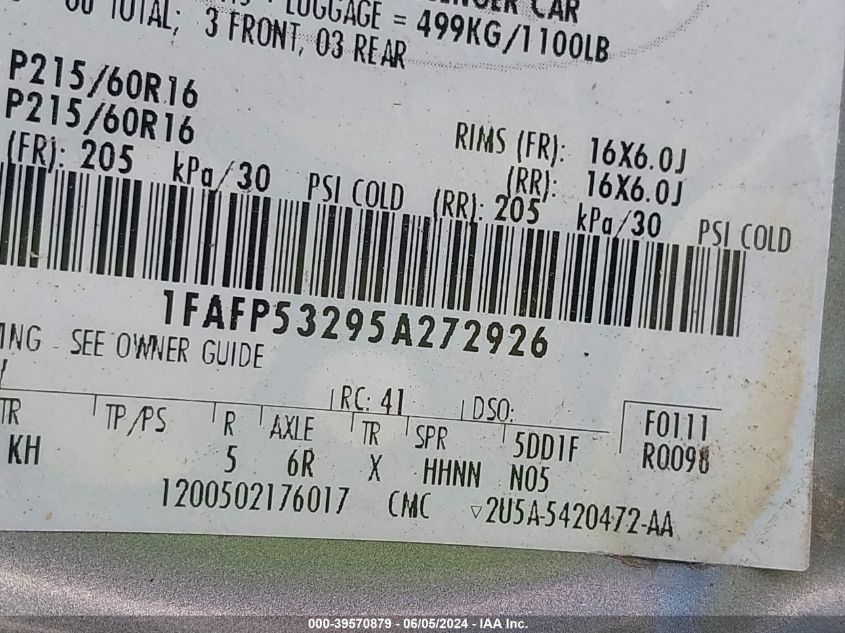 LUGGAGE = 499KG/1100LB
TOTAL; 3 FRONT, 03 REAR
P215/60R16
P215/60R16
RIMS (FR): 16X6.0J
(RR): 16X6.0J
(FR): 205 kPa/30 PSI COLD (RR): 205 kPa/30 PSI COLD
1FAFP53295A272926
SEE OWNER GUIDE
RC: 41 DSO:
TR TP/PS R AXLE TR SPR 5DD1F F0111
KH 5 6R X HHNN N05 R0098
1200502176017 CMC ▽2U5A-5420472-AA
000-39570879 - 06/05/2024 - IAA Inc.